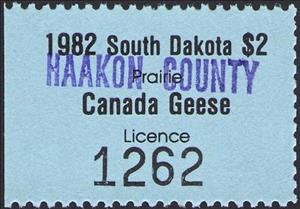 1982 South Dakota $2
HAAKON COUNTY
Prairie
Canada Geese
Licence
1262